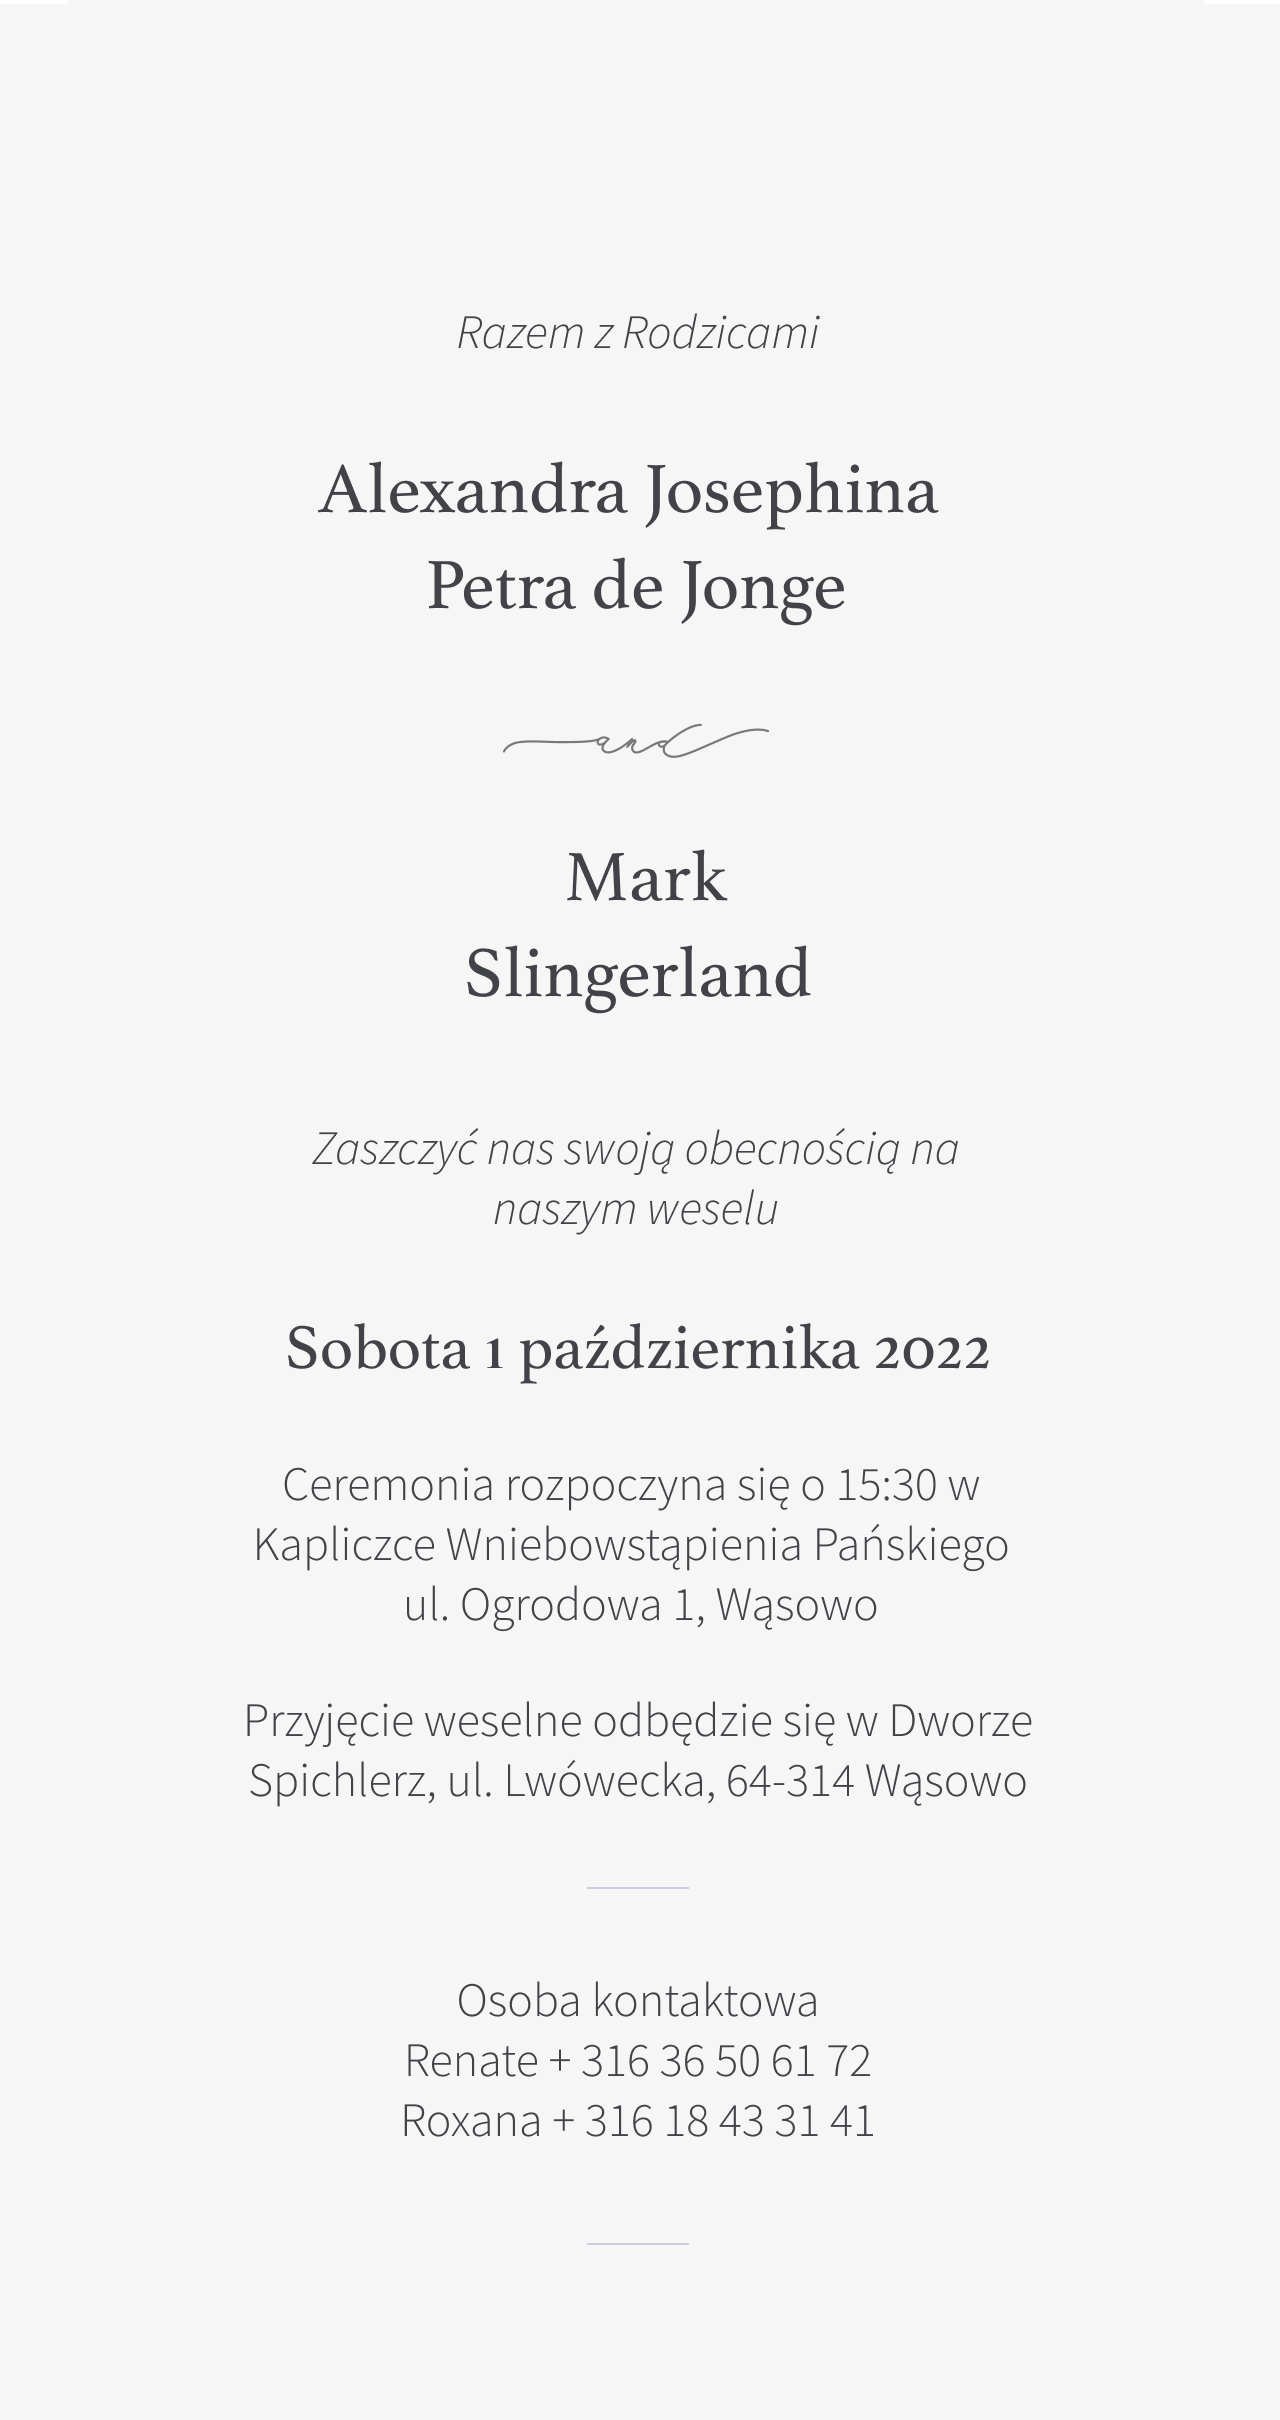 Razem z Rodzicami
Alexandra Josephina
Petra de Jonge
and
Mark
Slingerland
Zaszczyć nas swoją obecnością na
naszym weselu
Sobota 1 października 2022
Ceremonia rozpoczyna się o 15:30 w
Kapliczce Wniebowstąpienia Pańskiego
ul. Ogrodowa 1, Wąsowo
Przyjęcie weselne odbędzie się w Dworze
Spichlerz, ul. Lwówecka, 64-314 Wąsowo
Osoba kontaktowa
Renate + 316 36 50 61 72
Roxana + 316 18 43 31 41